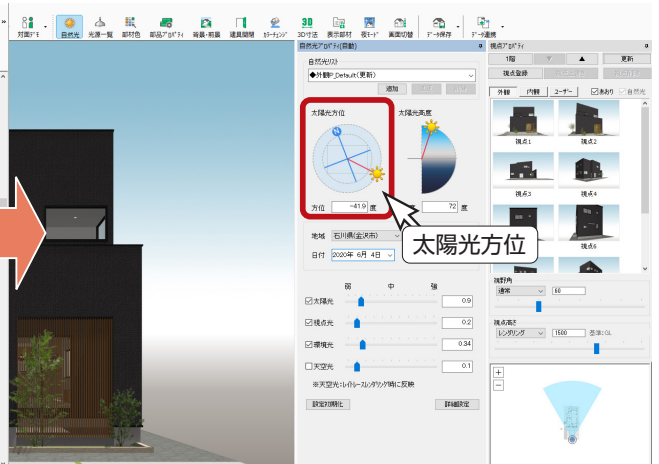 対面ﾃﾞﾓ 自然光 光源一覧 部材色 部品ﾌﾟﾛﾊﾟﾃｨ 背景・前景 建具開閉 ｶﾗｰﾁｪﾝｼﾞ 3D寸法 表示部材 夜ﾓｰﾄﾞ 画面切替 ﾃﾞｰﾀ保存 ﾃﾞｰﾀ連携
自然光ﾌﾟﾛﾊﾟﾃｨ(自動)
自然光ﾘｽﾄ
◆外観P_Default(更新)
追加
太陽光方位
太陽光高度
N
方位 -41.9 度
72 度
太陽光方位
地域 石川県(金沢市)
日付 2020年 6月 4日
弱 中 強
太陽光 0.9
視点光 0.2
環境光 0.34
天空光 0.1
※天空光：ﾚｲﾄﾚｰｽﾚﾝﾀﾞﾘﾝｸﾞ時に反映
設定初期化 詳細設定
視点ﾌﾟﾛﾊﾟﾃｨ
1階 ▼ ▲ 更新
視点登録
外観 内観 ﾕｰｻﾞｰ あおり 自然光
視点1 視点2
視点3 視点4
視点6
視野角
通常 60
視点高さ
ﾚﾝﾀﾞﾘﾝｸﾞ 1500 基準:GL
+
-